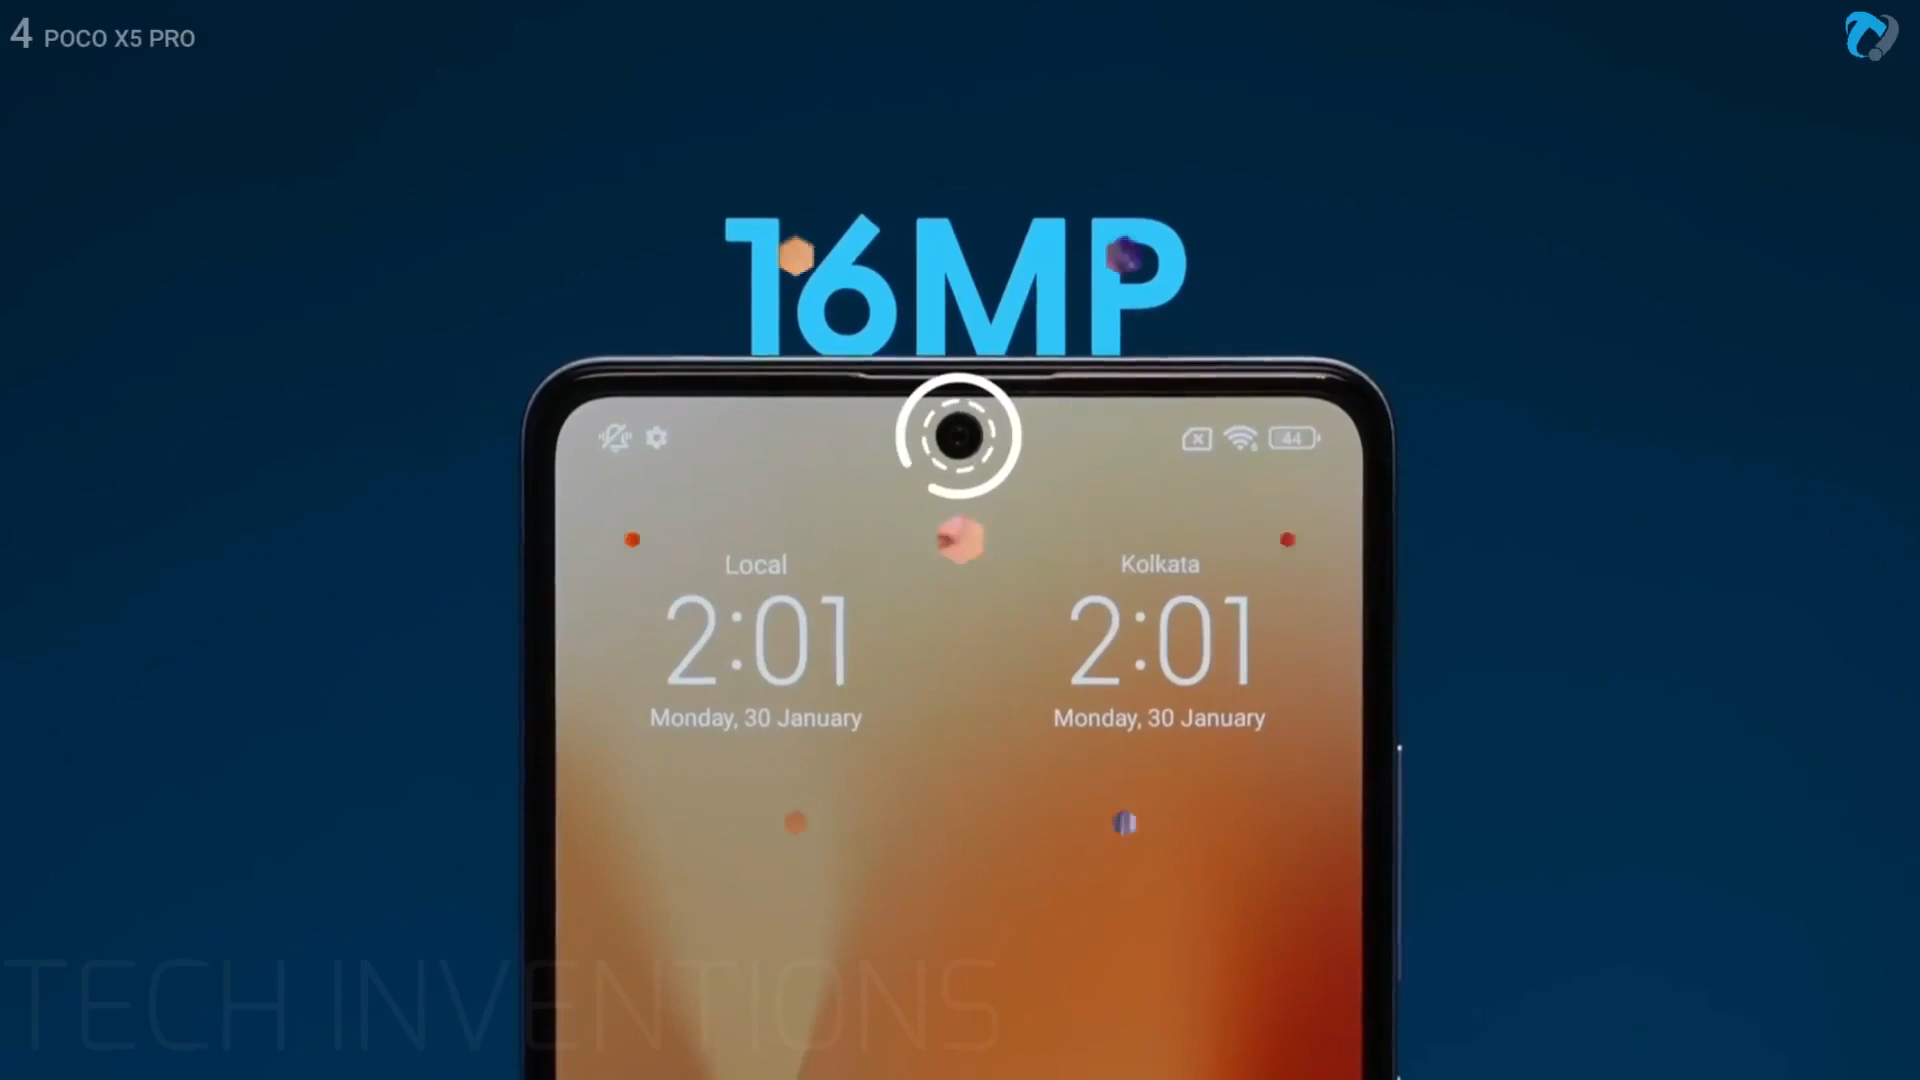 4 POCO X5 PRO
16MP
44
Local
Kolkata
2:01
2:01
Monday, 30 January
Monday, 30 January
TECH INVENTIONS